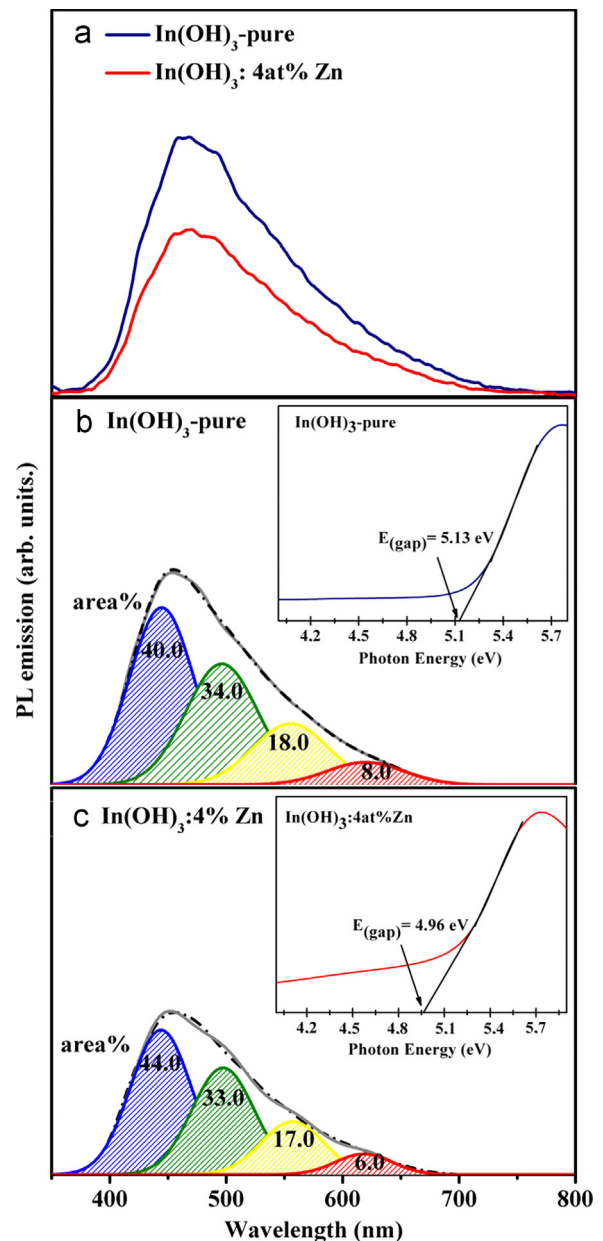 a
In(OH)3-pure
In(OH)3: 4at% Zn
PL emission (arb. units.)
b In(OH)3-pure
area%
40.0
34.0
18.0
8.0
In(OH)3-pure
E(gap)= 5.13 eV
4.2 4.5 4.8 5.1 5.4 5.7
Photon Energy (eV)
c In(OH)3:4% Zn
area%
44.0
33.0
17.0
6.0
In(OH)3:4at%Zn
E(gap)= 4.96 eV
4.2 4.5 4.8 5.1 5.4 5.7
Photon Energy (eV)
400 500 600 700 800
Wavelength (nm)